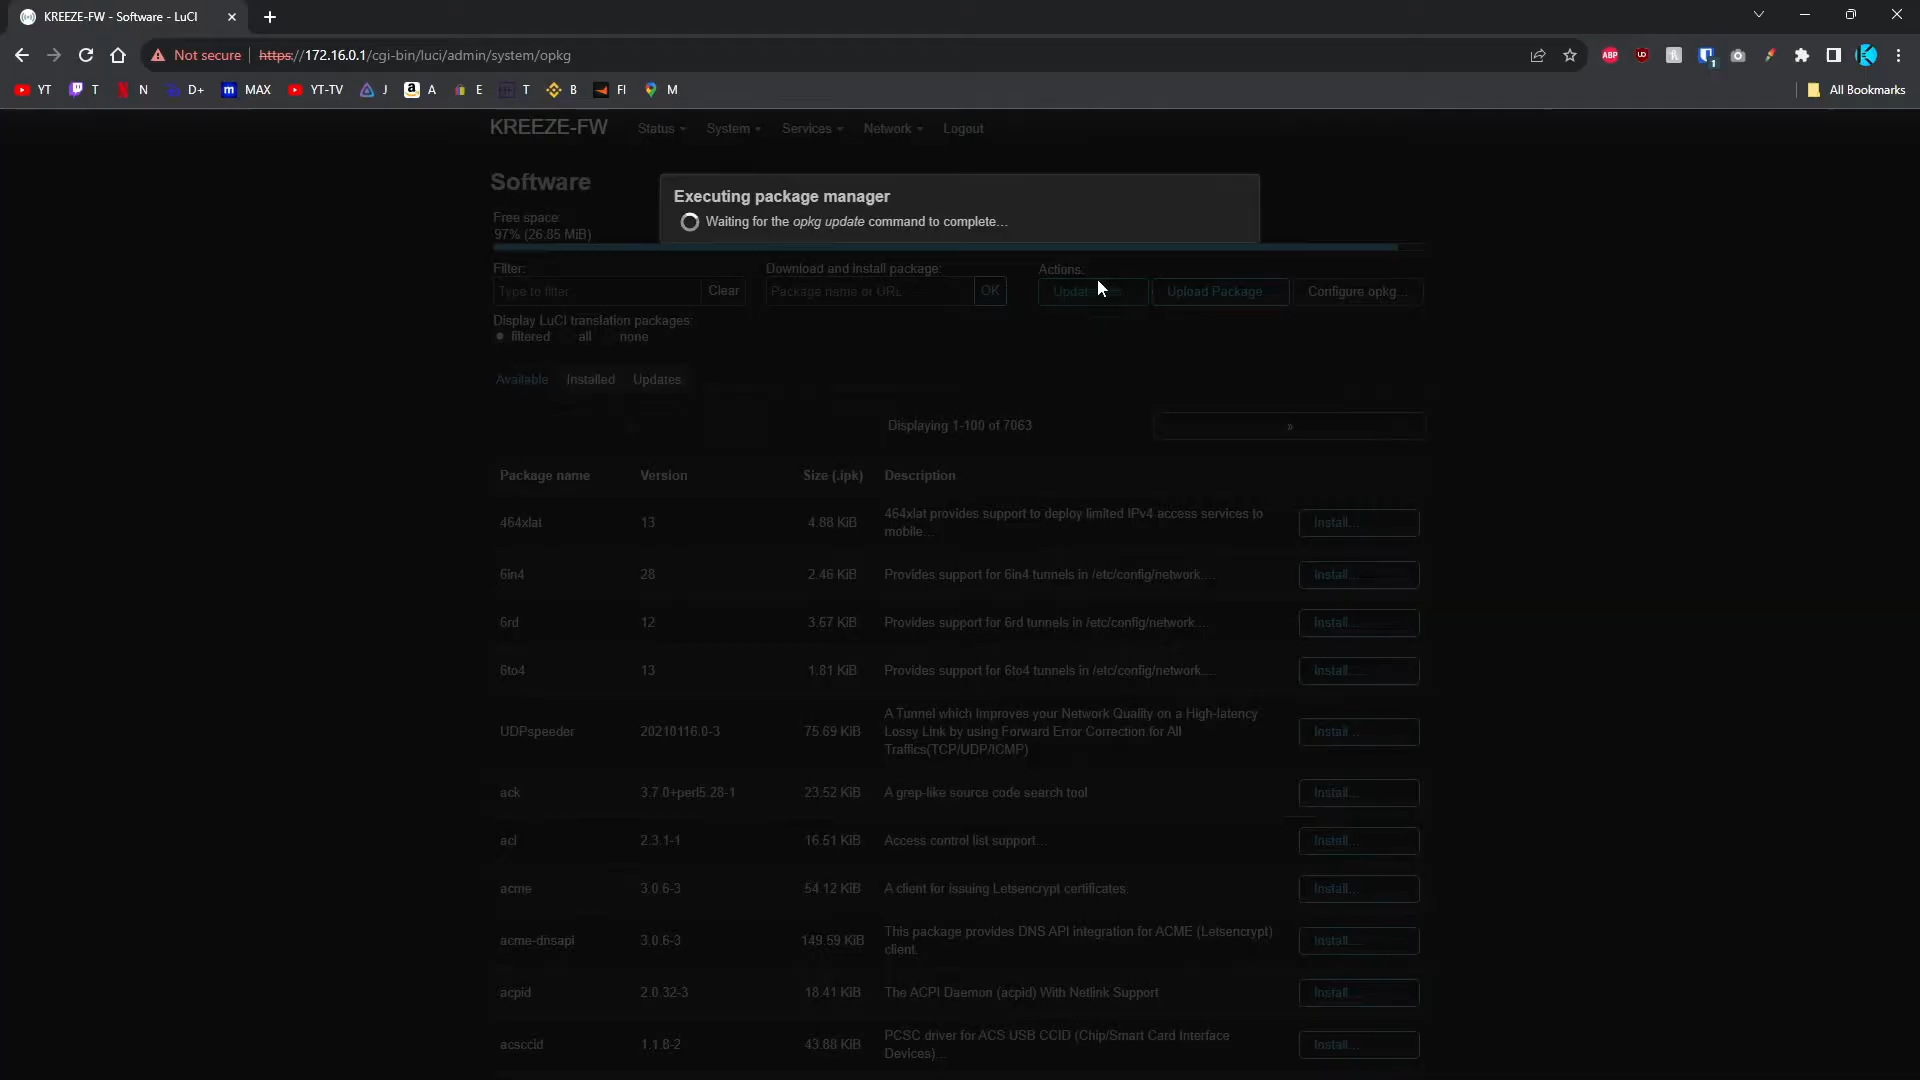 KREEZE-FW - Software - LuCI
Not secure https://172.16.0.1/cgi-bin/luci/admin/system/opkg
ABP
1
YT T N D+ m MAX YT-TV J a A E T B FI M All Bookmarks
KREEZE-FW Status System Services Network Logout
Software
Executing package manager
Waiting for the opkg update command to complete...
Free space:
97% (26.85 MiB)
Filter: Download and install package: Actions:
Type to filter Clear Package name or URL... OK Update Upload Package... Configure opkg...
Display LuCI translation packages:
filtered all none
Available Installed Updates
Displaying 1-100 of 7063 »
Package name Version Size (.ipk) Description
464xlat 13 4.88 KiB 464xlat provides support to deploy limited IPv4 access services to
mobile... Install...
6in4 28 2.46 KiB Provides support for 6in4 tunnels in /etc/config/network.... Install...
6rd 12 3.67 KiB Provides support for 6rd tunnels in /etc/config/network.... Install...
6to4 13 1.81 KiB Provides support for 6to4 tunnels in /etc/config/network.... Install...
UDPspeeder 20210116.0-3 75.69 KiB A Tunnel which Improves your Network Quality on a High-latency
Lossy Link by using Forward Error Correction for All
Traffics(TCP/UDP/ICMP) Install...
ack 3.7.0+perl5.28-1 23.52 KiB A grep-like source code search tool Install...
acl 2.3.1-1 16.51 KiB Access control list support... Install...
acme 3.0.6-3 54.12 KiB A client for issuing Letsencrypt certificates. Install...
acme-dnsapi 3.0.6-3 149.59 KiB This package provides DNS API integration for ACME (Letsencrypt)
client. Install...
acpid 2.0.32-3 18.41 KiB The ACPI Daemon (acpid) With Netlink Support Install...
acsccid 1.1.8-2 43.88 KiB PCSC driver for ACS USB CCID (Chip/Smart Card Interface
Devices)... Install...